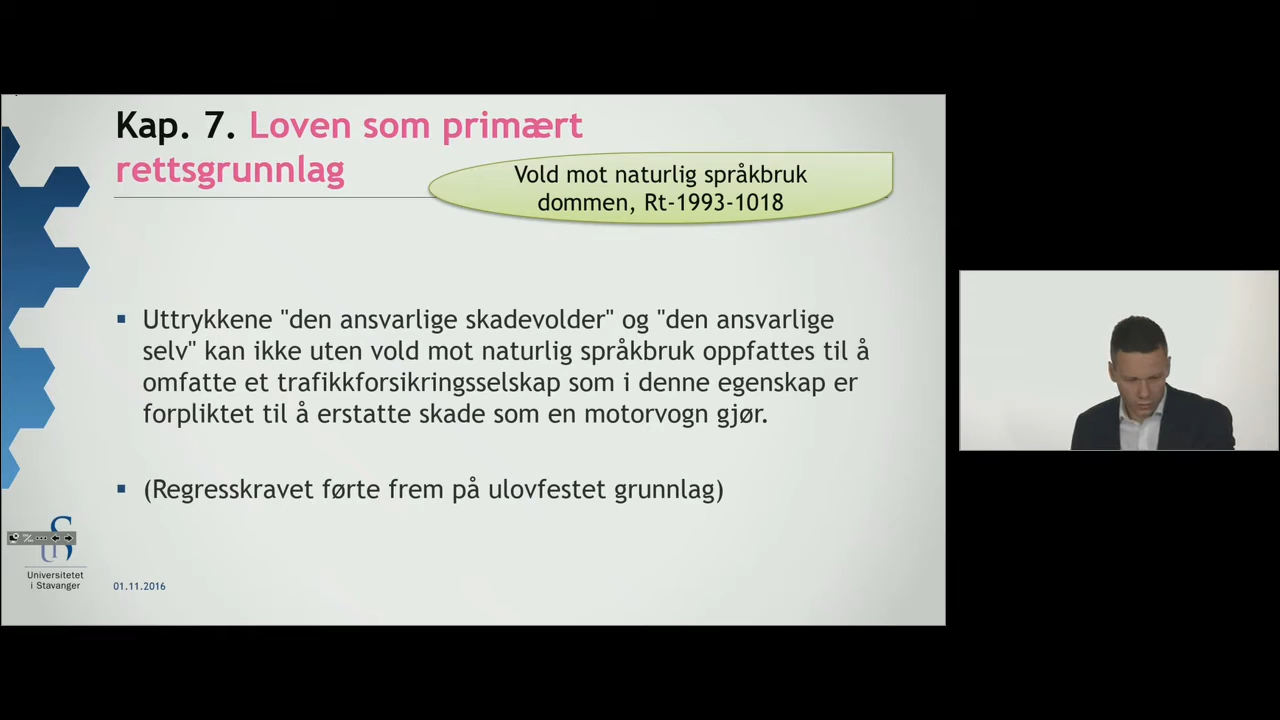 Kap. 7. Loven som primært
rettsgrunnlag
Vold mot naturlig språkbruk
dommen, Rt-1993-1018
▪ Uttrykkene "den ansvarlige skadevolder" og "den ansvarlige
selv" kan ikke uten vold mot naturlig språkbruk oppfattes til å
omfatte et trafikkforsikringsselskap som i denne egenskap er
forpliktet til å erstatte skade som en motorvogn gjør.
▪ (Regresskravet førte frem på ulovfestet grunnlag)
Universitetet
i Stavanger
01.11.2016